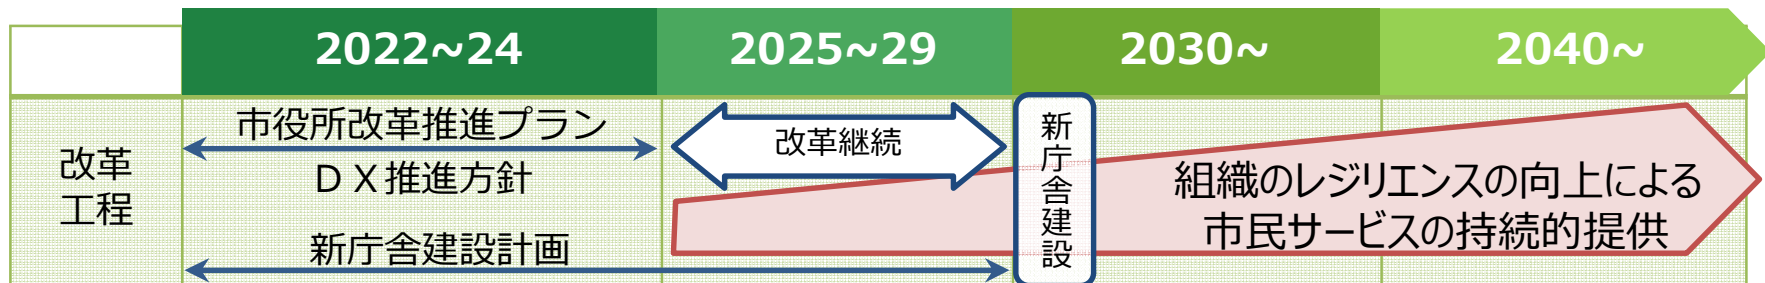 2022~24
2025~29
2030~
2040~
改革
工程
市役所改革推進プラン
ＤＸ推進方針
新庁舎建設計画
改革継続
新庁舎建設
組織のレジリエンスの向上による
市民サービスの持続的提供